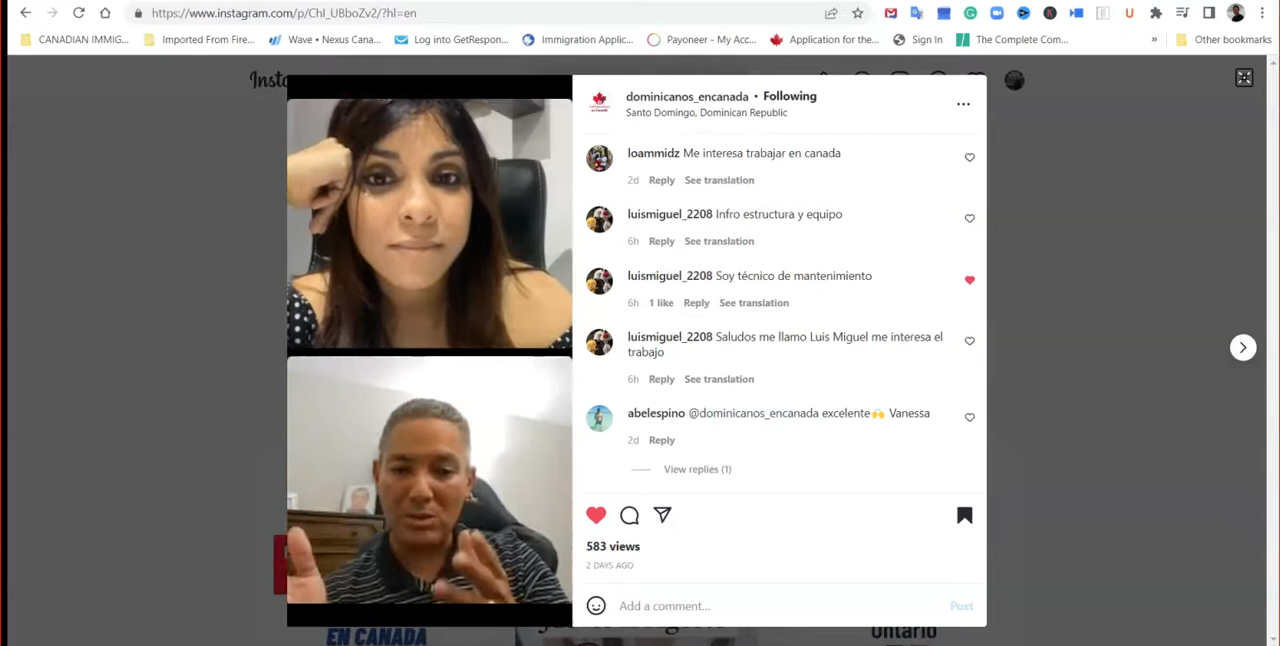 https://www.instagram.com/p/ChI_UBboZv2/?hl=en
CANADIAN IMMIG...
Imported From Fire...
Wave • Nexus Cana...
Log into GetRespon...
Immigration Applic...
Payoneer - My Acc...
Application for the...
Sign In
The Complete Com...
»
Other bookmarks
Insta
dominicanos_encanada • Following
Santo Domingo, Dominican Republic
loammidz Me interesa trabajar en canada
2d Reply See translation
luismiguel_2208 Infro estructura y equipo
6h Reply See translation
luismiguel_2208 Soy técnico de mantenimiento
6h 1 like Reply See translation
luismiguel_2208 Saludos me llamo Luis Miguel me interesa el
trabajo
6h Reply See translation
abelespino @dominicanos_encanada excelente🙌 Vanessa
2d Reply
View replies (1)
583 views
2 DAYS AGO
Add a comment...
Post
EN CANADA
Ontario